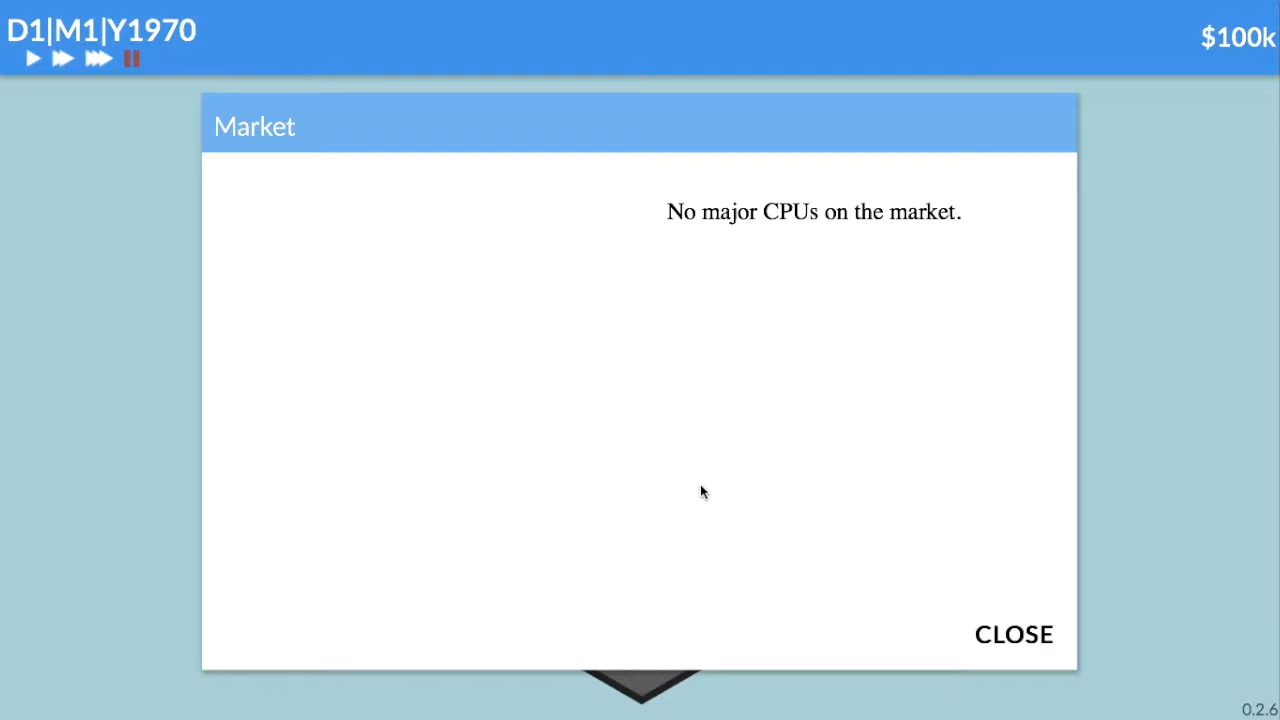 D1|M1|Y1970
$100k
Market
No major CPUs on the market.
CLOSE
0.2.6